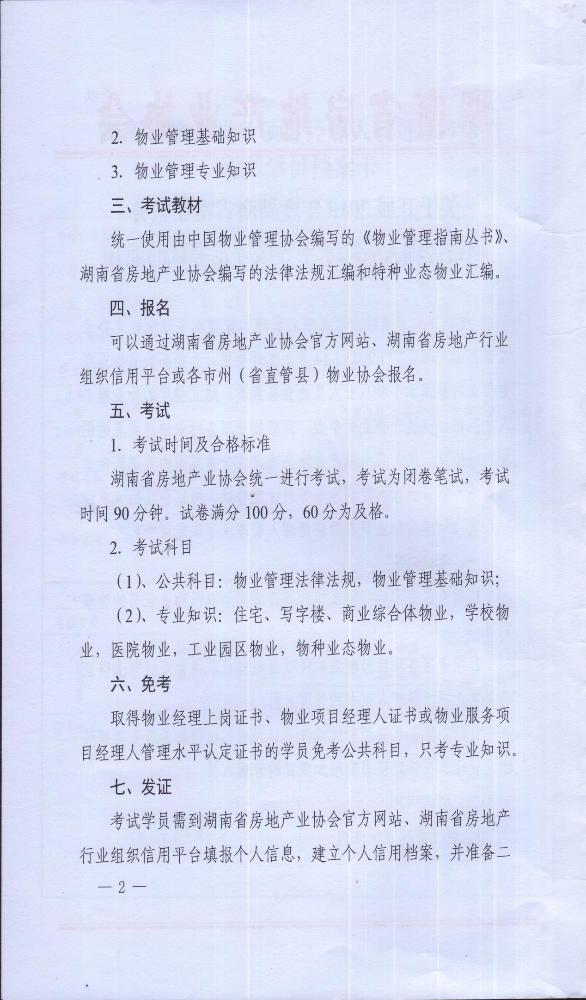 2. 物业管理基础知识
3. 物业管理专业知识
三、考试教材
统一使用由中国物业管理协会编写的《物业管理指南丛书》、
湖南省房地产业协会编写的法律法规汇编和特种业态物业汇编。
四、报名
可以通过湖南省房地产业协会官方网站、湖南省房地产行业
组织信用平台或各市州（省直管县）物业协会报名。
五、考试
1. 考试时间及合格标准
湖南省房地产业协会统一进行考试，考试为闭卷笔试，考试
时间 90 分钟。试卷满分 100 分，60 分为及格。
2. 考试科目
（1）、公共科目：物业管理法律法规，物业管理基础知识；
（2）、专业知识：住宅、写字楼、商业综合体物业，学校物
业，医院物业，工业园区物业，物种业态物业。
六、免考
取得物业经理上岗证书、物业项目经理人证书或物业服务项
目经理人管理水平认定证书的学员免考公共科目，只考专业知识。
七、发证
考试学员需到湖南省房地产业协会官方网站、湖南省房地产
行业组织信用平台填报个人信息，建立个人信用档案，并准备二
— 2 —